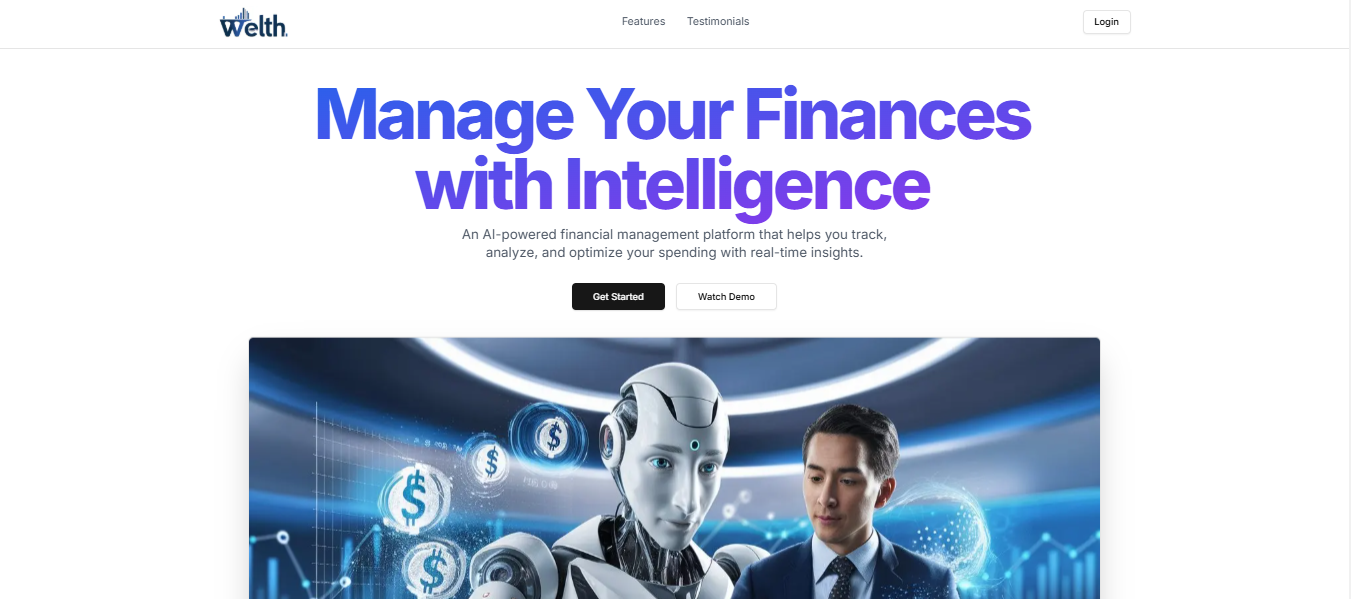 Welth
Features
Testimonials
Login
Manage Your Finances
with Intelligence
An AI-powered financial management platform that helps you track,
analyze, and optimize your spending with real-time insights.
Get Started
Watch Demo
$
$
$
$